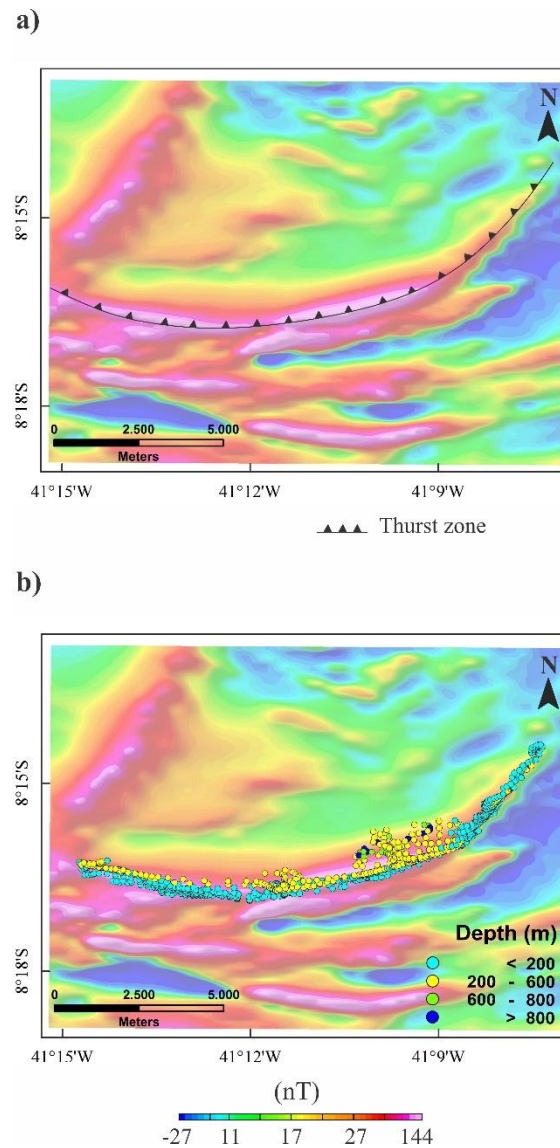 a)
N
8°15'S
8°18'S
0 2.500 5.000
Meters
41°15'W 41°12'W 41°9'W
Thurst zone
b)
N
8°15'S
8°18'S
Depth (m)
< 200
200 - 600
600 - 800
> 800
0 2.500 5.000
Meters
41°15'W 41°12'W 41°9'W
(nT)
-27 11 17 27 144